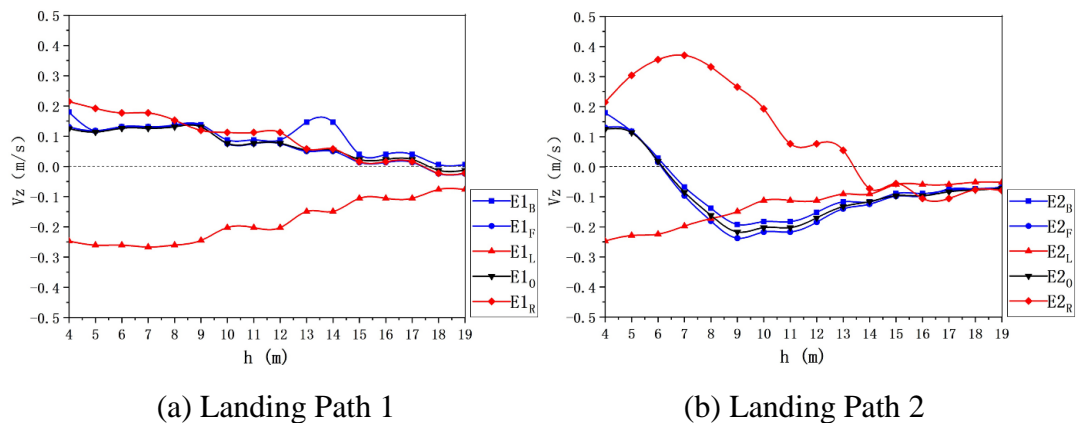 0.5
0.4
0.3
0.2
0.1
0.0
-0.1
-0.2
-0.3
-0.4
-0.5
Vz (m/s)
4 5 6 7 8 9 10 11 12 13 14 15 16 17 18 19
h (m)
E1B
E1F
E1L
E1O
E1R
(a) Landing Path 1
0.5
0.4
0.3
0.2
0.1
0.0
-0.1
-0.2
-0.3
-0.4
-0.5
Vz (m/s)
4 5 6 7 8 9 10 11 12 13 14 15 16 17 18 19
h (m)
E2B
E2F
E2L
E2O
E2R
(b) Landing Path 2